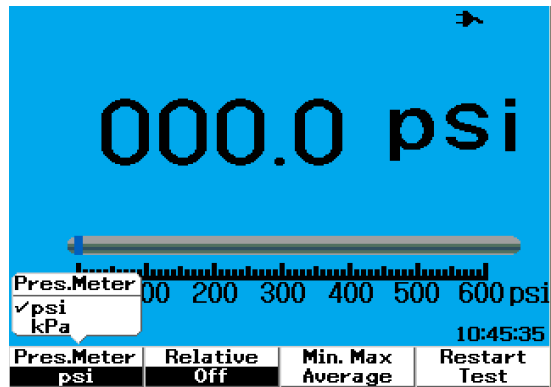 000.0 psi
00 200 300 400 500 600 psi
Pres.Meter
✓psi
kPa
10:45:35
Pres.Meter Relative Min. Max Restart
psi Off Average Test